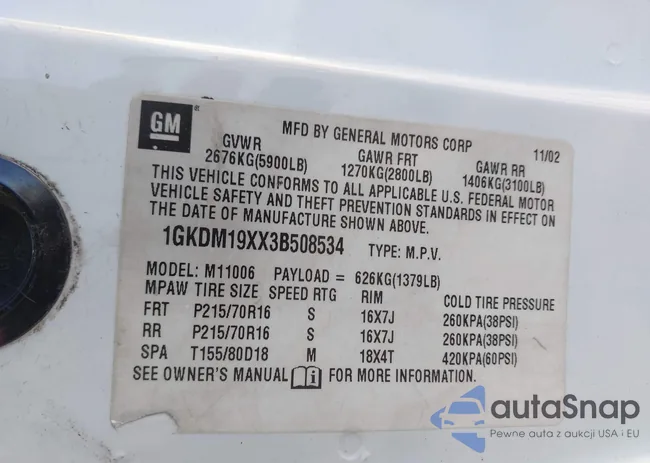 GM ®
MFD BY GENERAL MOTORS CORP 11/02
GVWR GAWR FRT GAWR RR
2676KG(5900LB) 1270KG(2800LB) 1406KG(3100LB)
THIS VEHICLE CONFORMS TO ALL APPLICABLE U.S. FEDERAL MOTOR
VEHICLE SAFETY AND THEFT PREVENTION STANDARDS IN EFFECT ON
THE DATE OF MANUFACTURE SHOWN ABOVE.
1GKDM19XX3B508534 TYPE: M.P.V.
MODEL: M11006 PAYLOAD = 626KG(1379LB)
MPAW TIRE SIZE SPEED RTG RIM COLD TIRE PRESSURE
FRT P215/70R16 S 16X7J 260KPA(38PSI)
RR P215/70R16 S 16X7J 260KPA(38PSI)
SPA T155/80D18 M 18X4T 420KPA(60PSI)
SEE OWNER'S MANUAL i FOR MORE INFORMATION.
autaSnap
Pewne auta z aukcji USA i EU